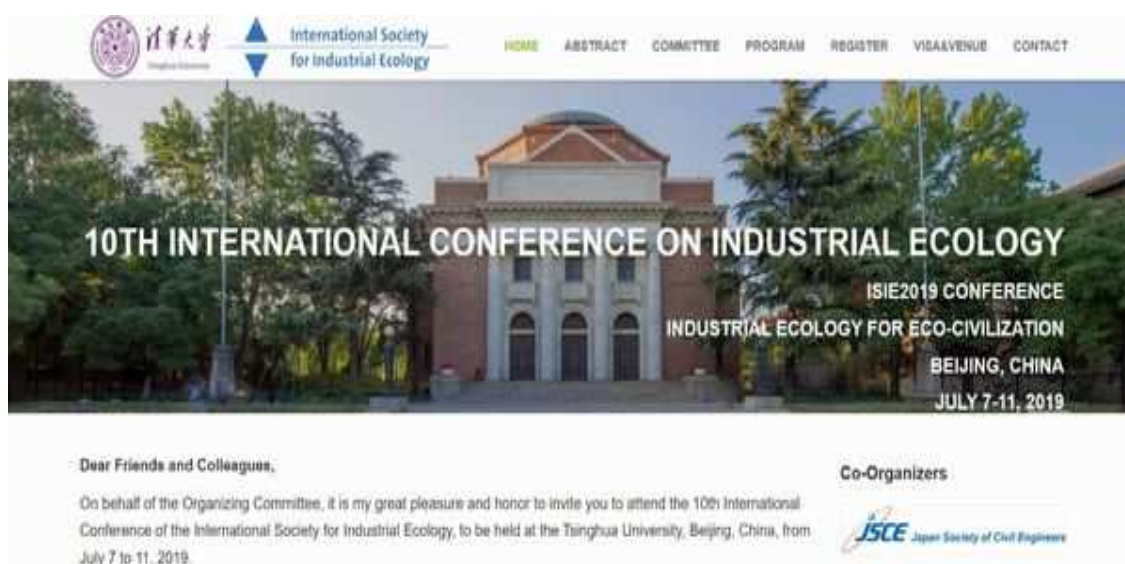 清华大学
Tsinghua University
International Society
for Industrial Ecology
HOME ABSTRACT COMMITTEE PROGRAM REGISTER VISA&VENUE CONTACT
10TH INTERNATIONAL CONFERENCE ON INDUSTRIAL ECOLOGY
ISIE2019 CONFERENCE
INDUSTRIAL ECOLOGY FOR ECO-CIVILIZATION
BEIJING, CHINA
JULY 7-11, 2019
Dear Friends and Colleagues,
On behalf of the Organizing Committee, it is my great pleasure and honor to invite you to attend the 10th International
Conference of the International Society for Industrial Ecology, to be held at the Tsinghua University, Beijing, China, from
July 7 to 11, 2019.
Co-Organizers
JSCE Japan Society of Civil Engineers